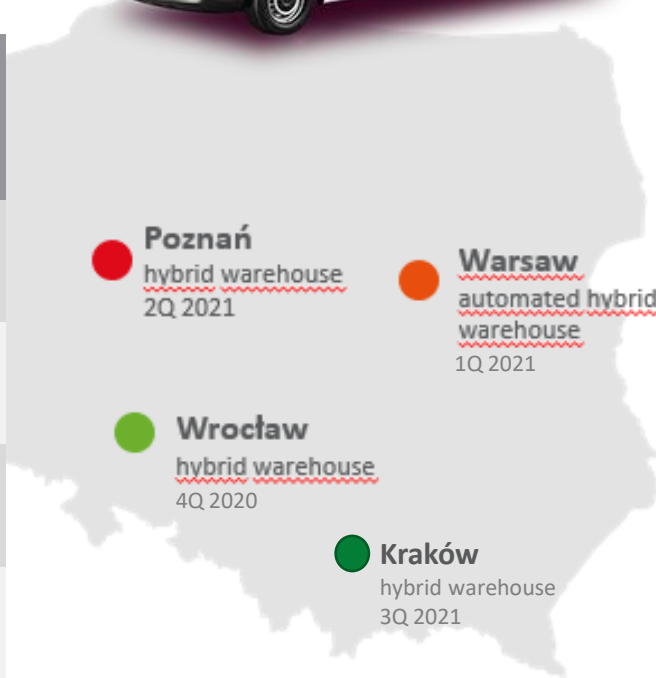 Poznań
hybrid warehouse
2Q 2021
Warsaw
automated hybrid
warehouse
1Q 2021
Wrocław
hybrid warehouse
4Q 2020
Kraków
hybrid warehouse
3Q 2021